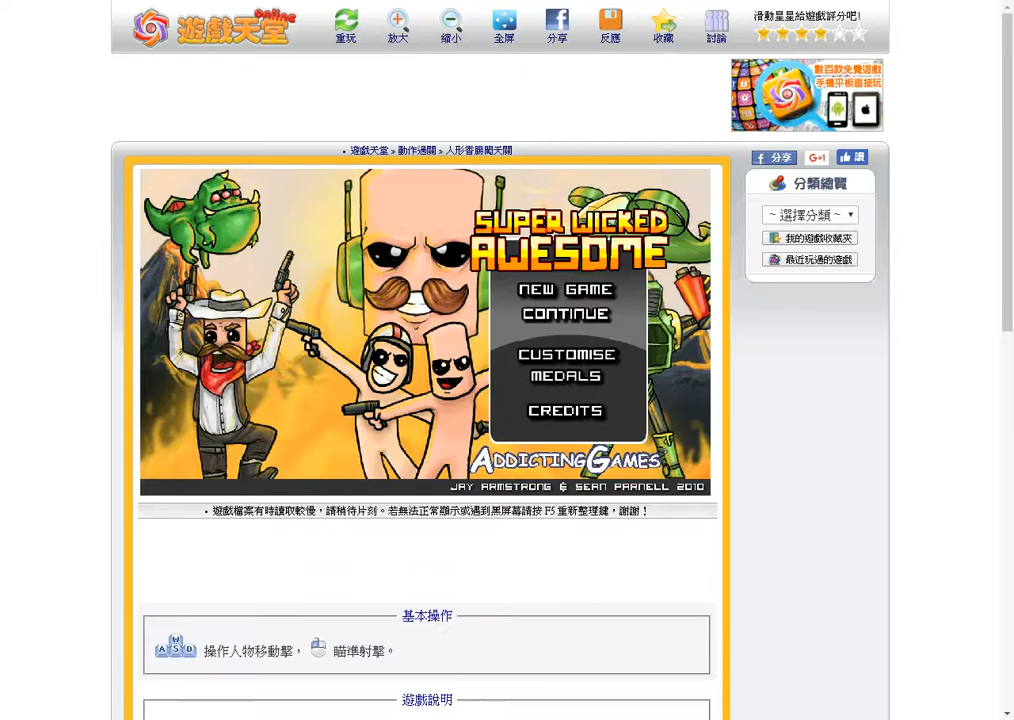 遊戲天堂 Online
重玩 放大 縮小 全屏 分享 反應 收藏 討論
滑動星星給遊戲評分吧!
數百款免費遊戲
手機平板直接玩
• 遊戲天堂 » 動作過關 » 人形香腸闖天關
f 分享 G+1 讚
分類總覽
~ 選擇分類 ~
我的遊戲收藏夾
最近玩過的遊戲
SUPER WICKED
AWESOME
NEW GAME
CONTINUE
CUSTOMISE
MEDALS
CREDITS
ADDICTINGGAMES
JAY ARMSTRONG & SEAN PARNELL 2010
• 遊戲檔案有時讀取較慢，請稍待片刻。若無法正常顯示或遇到黑屏幕請按 F5 重新整理鍵，謝謝！
基本操作
W A S D 操作人物移動擊， 瞄準射擊。
遊戲說明